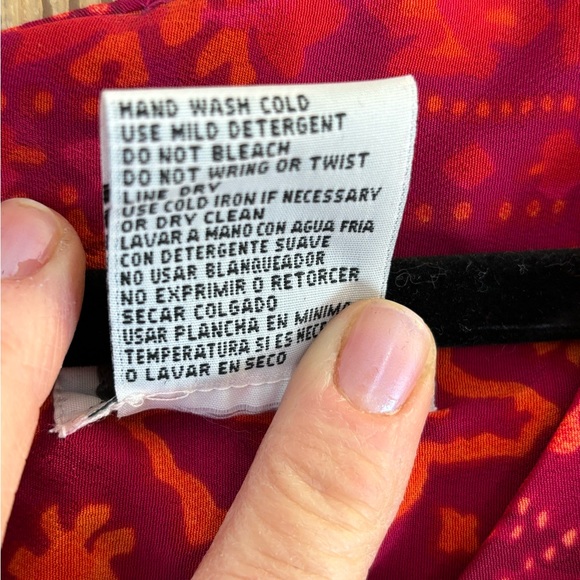 HAND WASH COLD
USE MILD DETERGENT
DO NOT BLEACH
DO NOT WRING OR TWIST
LINE DRY
USE COLD IRON IF NECESSARY
OR DRY CLEAN
LAVAR A MANO CON AGUA FRIA
CON DETERGENTE SUAVE
NO USAR BLANQUEADOR
NO EXPRIMIR O RETORCER
SECAR COLGADO
USAR PLANCHA EN MINIMA
TEMPERATURA SI ES
O LAVAR EN SECO